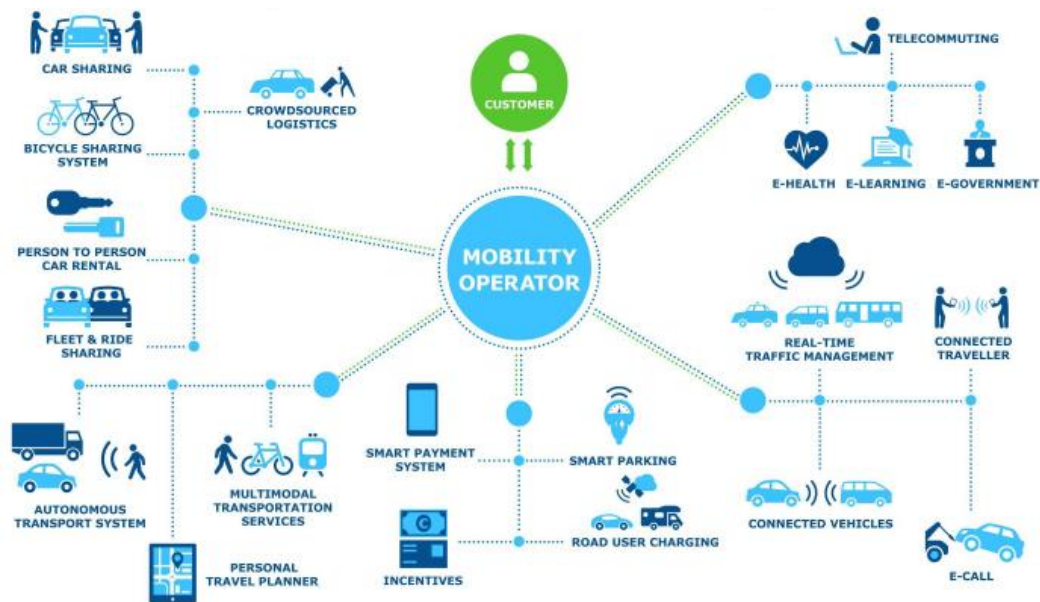 CAR SHARING
CROWDSOURCED
LOGISTICS
BICYCLE SHARING
SYSTEM
PERSON TO PERSON
CAR RENTAL
FLEET & RIDE
SHARING
CUSTOMER
MOBILITY
OPERATOR
TELECOMMUTING
E-HEALTH
E-LEARNING
E-GOVERNMENT
REAL-TIME
TRAFFIC MANAGEMENT
CONNECTED
TRAVELLER
CONNECTED VEHICLES
E-CALL
AUTONOMOUS
TRANSPORT SYSTEM
PERSONAL
TRAVEL PLANNER
MULTIMODAL
TRANSPORTATION
SERVICES
SMART PAYMENT
SYSTEM
SMART PARKING
INCENTIVES
ROAD USER CHARGING